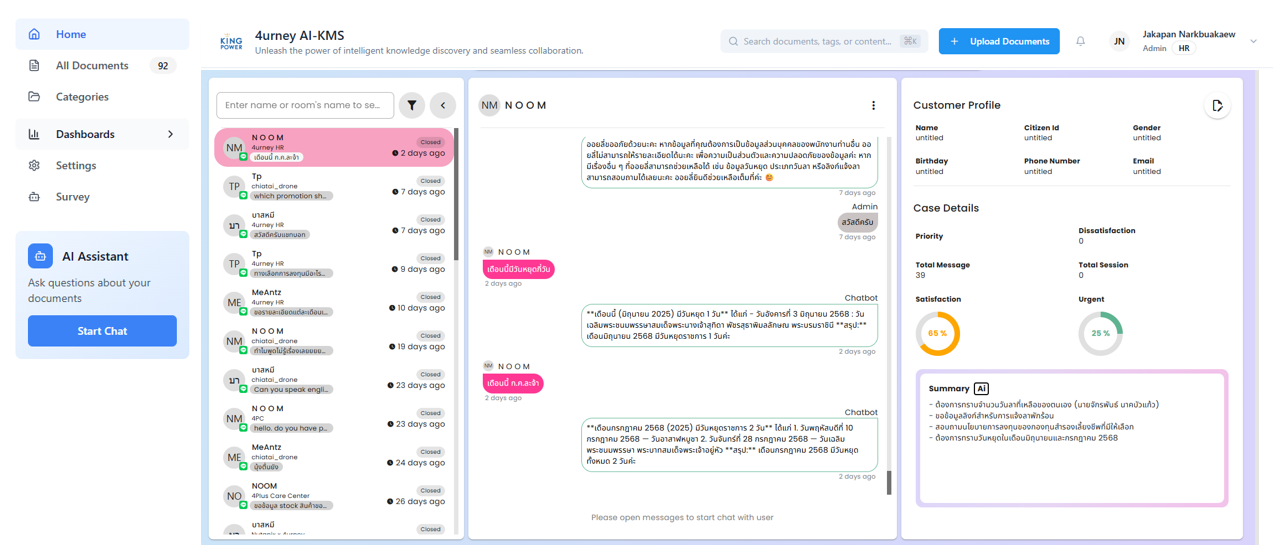 Home
All Documents 92
Categories
Dashboards
Settings
Survey
AI Assistant
Ask questions about your
documents
Start Chat
KING
POWER
4urney AI-KMS
Unleash the power of intelligent knowledge discovery and seamless collaboration.
Search documents, tags, or content... ⌘K
+ Upload Documents
JN
Jakapan Narkbuakaew
Admin HR
Enter name or room's name to se...
NM
N O O M
4urney HR
เดือนนี้ ก.ค.ละจ้า
Closed
2 days ago
TP
Tp
chiatai_drone
which promotion sh...
Closed
7 days ago
บา
บาสหมี
4urney HR
สวัสดีครับแชทบอท
Closed
7 days ago
TP
Tp
4urney HR
ทางเลือกการลงทุนมีอะไร...
Closed
9 days ago
ME
MeAntz
4urney HR
ขอรายละเอียดแต่ละเดือน...
Closed
10 days ago
NM
N O O M
4urney HR
ทำไมพูดไม่รู้เรื่องเลยยยย...
Closed
19 days ago
บา
บาสหมี
chiatai_drone
Can you speak engli...
Closed
23 days ago
NM
N O O M
4PC
hello, do you have p...
Closed
23 days ago
ME
MeAntz
chiatai_drone
มุ้งตื่นยัง
Closed
24 days ago
NO
NOOM
4Plus Care Center
ขอข้อมูล stock สินค้าขอ...
Closed
26 days ago
บาสหมี
Closed
NM N O O M
ออยลี่ขออภัยด้วยนะคะ หากข้อมูลที่คุณต้องการเป็นข้อมูลส่วนบุคคลของพนักงานท่านอื่น ออ
ยลี่ไม่สามารถให้รายละเอียดได้นะคะ เพื่อความเป็นส่วนตัวและความปลอดภัยของข้อมูลค่ะ หาก
มีเรื่องอื่น ๆ ที่ออยลี่สามารถช่วยเหลือได้ เช่น ข้อมูลวันหยุด ประเภทวันลา หรือลิงก์แจ้งลา
สามารถสอบถามได้เลยนะคะ ออยลี่ยินดีช่วยเหลือเต็มที่ค่ะ 😊
7 days ago
Admin
สวัสดีครับ
7 days ago
NM N O O M
เดือนนี้มีวันหยุดกี่วัน
2 days ago
Chatbot
**เดือนนี้ (มิถุนายน 2025) มีวันหยุด 1 วัน** ได้แก่ - วันอังคารที่ 3 มิถุนายน 2568 : วัน
เฉลิมพระชนมพรรษาสมเด็จพระนางเจ้าสุทิดา พัชรสุธาพิมลลักษณ พระบรมราชินี **สรุป:**
เดือนมิถุนายน 2568 มีวันหยุดราชการ 1 วันค่ะ
2 days ago
NM N O O M
เดือนนี้ ก.ค.ละจ้า
2 days ago
Chatbot
**เดือนกรกฎาคม 2568 (2025) มีวันหยุดราชการ 2 วัน** ได้แก่ 1. วันพฤหัสบดีที่ 10
กรกฎาคม 2568 — วันอาสาฬหบูชา 2. วันจันทร์ที่ 28 กรกฎาคม 2568 — วันเฉลิม
พระชนมพรรษา พระบาทสมเด็จพระเจ้าอยู่หัว **สรุป:** เดือนกรกฎาคม 2568 มีวันหยุด
ทั้งหมด 2 วันค่ะ
2 days ago
Please open messages to start chat with user
Customer Profile
Name Citizen Id Gender
untitled untitled untitled
Birthday Phone Number Email
untitled untitled untitled
Case Details
Priority
Dissatisfaction
0
Total Message Total Session
39 0
Satisfaction Urgent
65 % 25 %
Summary Ai
- ต้องการทราบจำนวนวันลาที่เหลือของตนเอง (นายจักรพันธ์ นาคบัวแก้ว)
- ขอข้อมูลลิงก์สำหรับการแจ้งลาพักร้อน
- สอบถามนโยบายการลงทุนของกองทุนสำรองเลี้ยงชีพที่มีให้เลือก
- ต้องการทราบวันหยุดในเดือนมิถุนายนและกรกฎาคม 2568